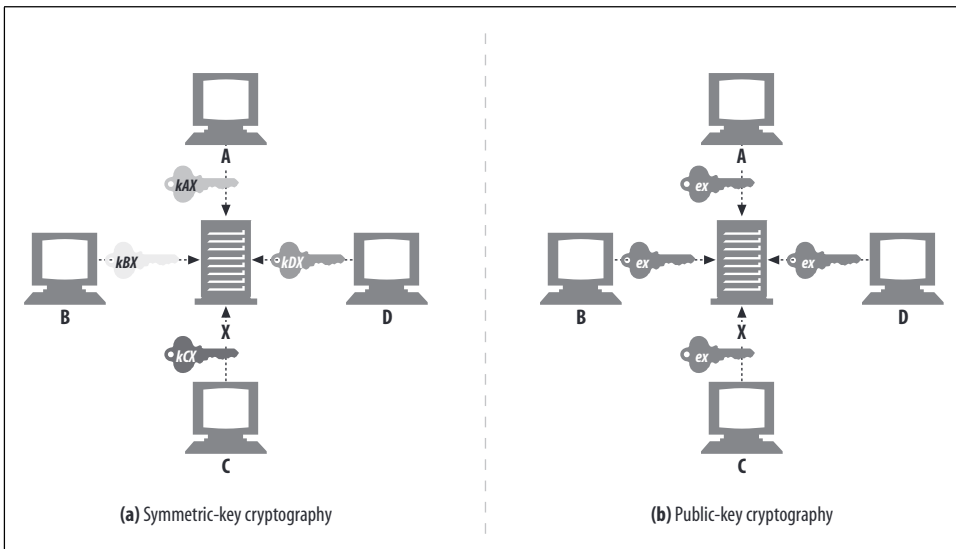 A
kAX
kBX
kDX
B
X
D
kCX
C
(a) Symmetric-key cryptography
A
ex
ex
ex
B
X
D
ex
C
(b) Public-key cryptography